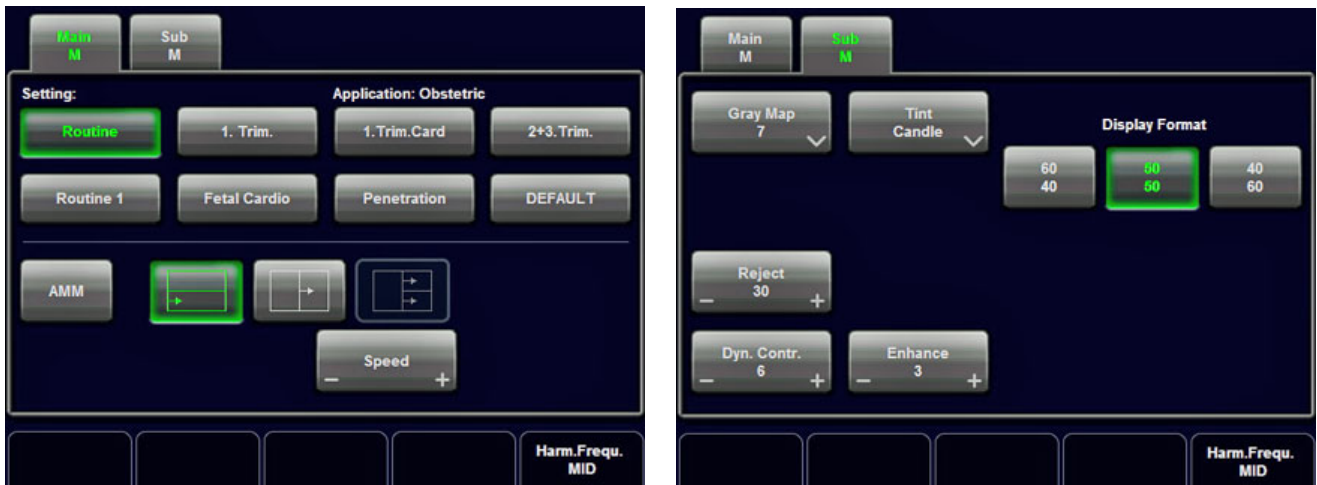 Main
M
Sub
M
Setting:
Application: Obstetric
Routine
1. Trim.
1.Trim.Card
2+3.Trim.
Routine 1
Fetal Cardio
Penetration
DEFAULT
AMM
Speed
- +
Harm.Frequ.
MID
Main
M
Sub
M
Gray Map
7
Tint
Candle
Display Format
60
40
50
50
40
60
Reject
30
- +
Dyn. Contr.
6
- +
Enhance
3
- +
Harm.Frequ.
MID